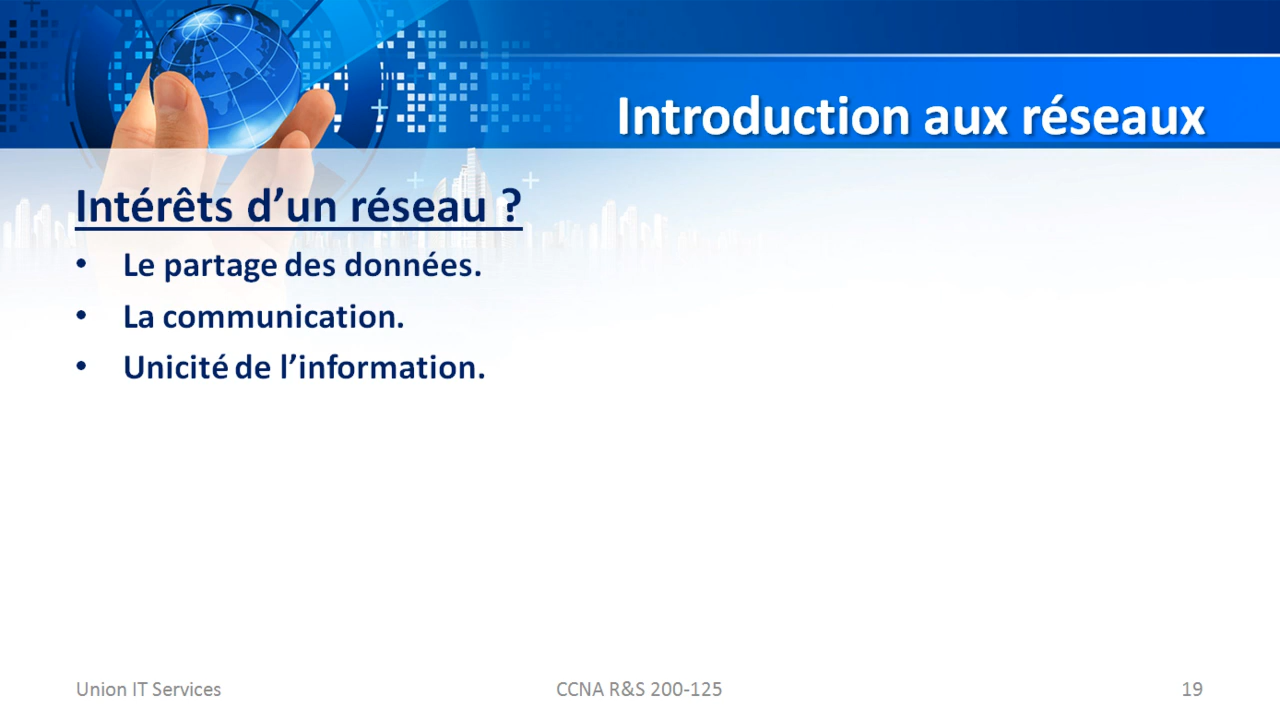 Introduction aux réseaux
Intérêts d’un réseau ?
• Le partage des données.
• La communication.
• Unicité de l’information.
Union IT Services
CCNA R&S 200-125
19